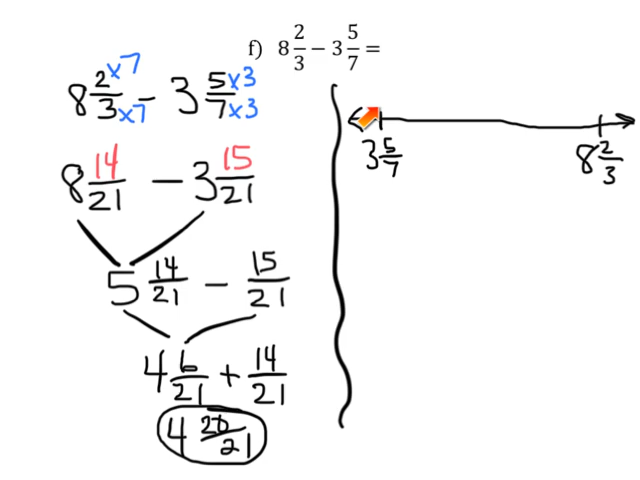 f) 8 2/3 − 3 5/7 =
8 2/3 ×7/×7 − 3 5/7 ×3/×3
8 14/21 − 3 15/21
5 14/21 − 15/21
4 6/21 + 14/21
4 20/21
3 5/7
8 2/3